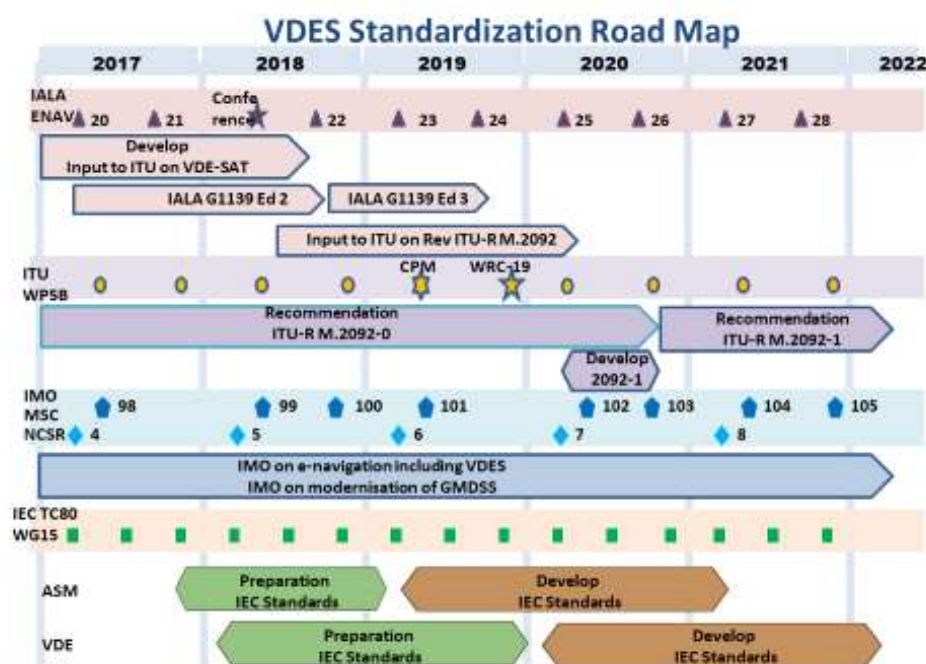 VDES Standardization Road Map
2017 2018 2019 2020 2021 2022
IALA
ENAV
Confe
rence
20 21 22 23 24 25 26 27 28
Develop
Input to ITU on VDE-SAT
IALA G1139 Ed 2
IALA G1139 Ed 3
Input to ITU on Rev ITU-R M.2092
ITU
WP5B
CPM
WRC-19
Recommendation
ITU-R M.2092-0
Recommendation
ITU-R M.2092-1
Develop
2092-1
IMO
MSC
98 99 100 101 102 103 104 105
NCSR
4 5 6 7 8
IMO on e-navigation including VDES
IMO on modernisation of GMDSS
IEC TC80
WG15
ASM
Preparation
IEC Standards
Develop
IEC Standards
VDE
Preparation
IEC Standards
Develop
IEC Standards